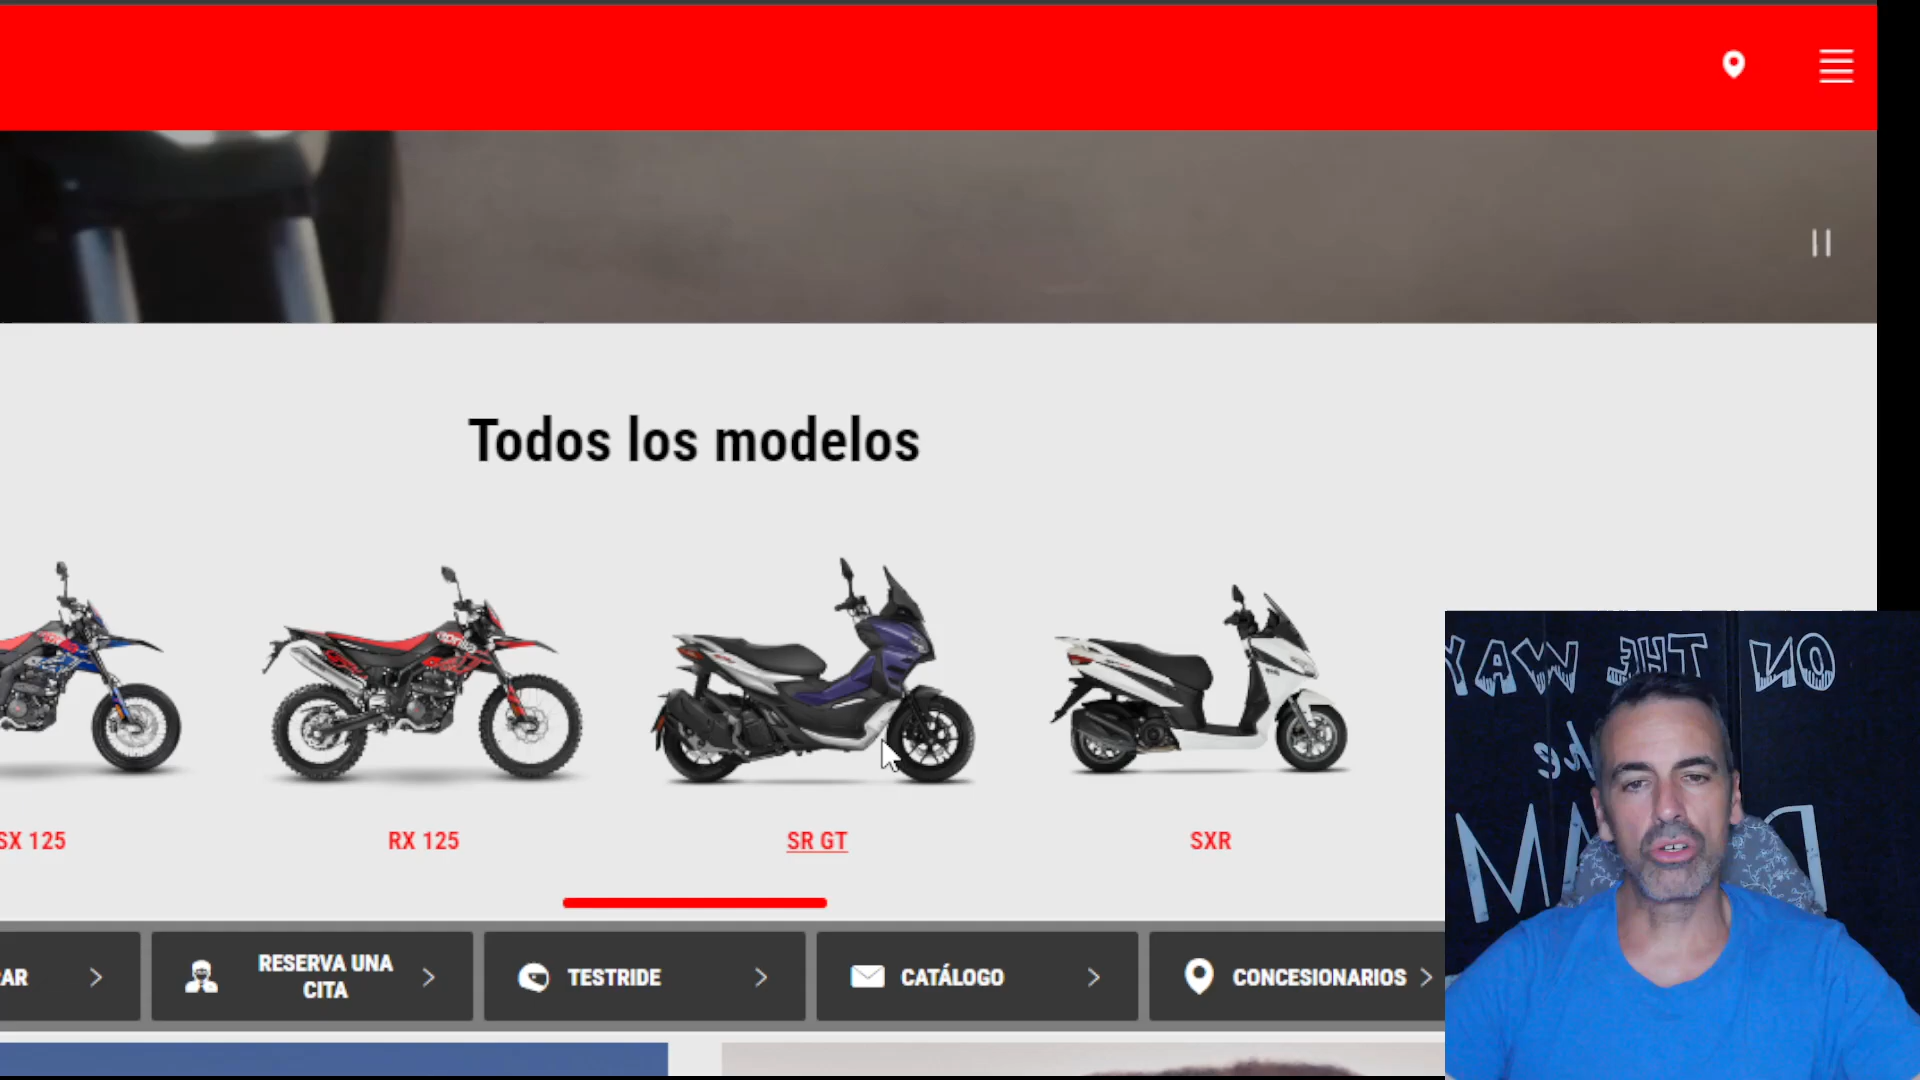 Todos los modelos
SX 125
RX 125
SR GT
SXR
AR
RESERVA UNA
CITA
TESTRIDE
CATÁLOGO
CONCESIONARIOS
ON THE WAY
the